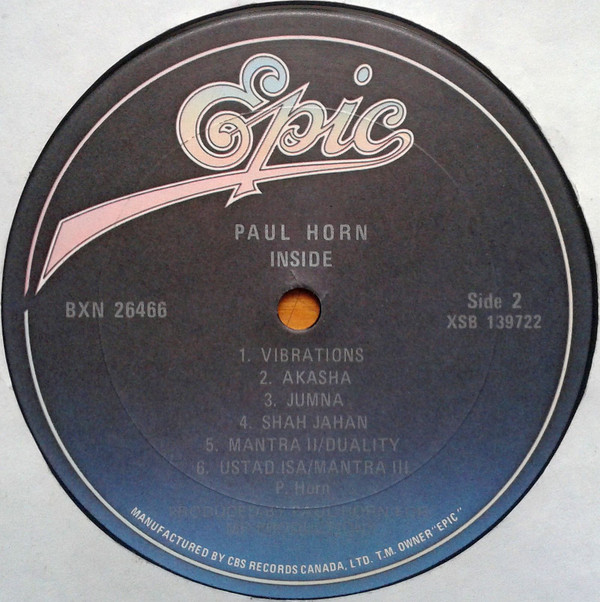 Epic
PAUL HORN
INSIDE
BXN 26466
Side 2
XSB 139722
1. VIBRATIONS
2. AKASHA
3. JUMNA
4. SHAH JAHAN
5. MANTRA II/DUALITY
6. USTAD ISA/MANTRA III
P. Horn
MANUFACTURED BY CBS RECORDS CANADA, LTD. T.M. OWNER "EPIC"